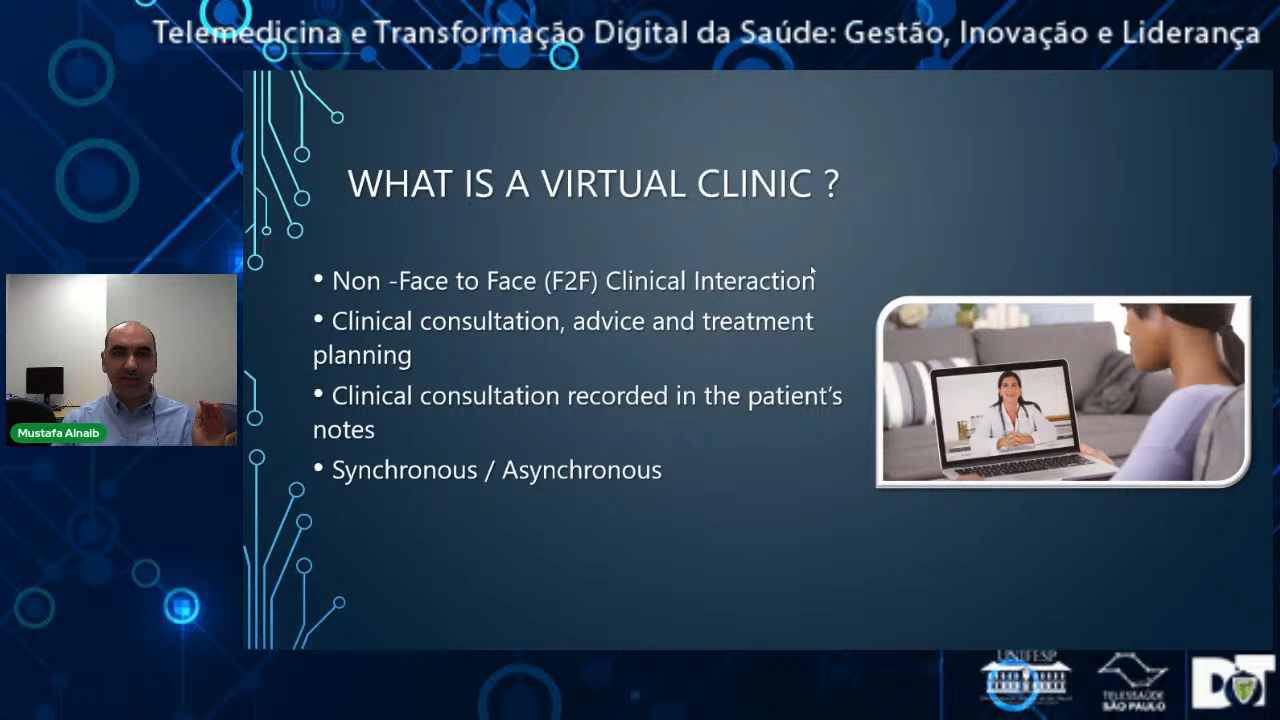 Telemedicina e Transformação Digital da Saúde: Gestão, Inovação e Liderança
WHAT IS A VIRTUAL CLINIC ?
• Non -Face to Face (F2F) Clinical Interaction
• Clinical consultation, advice and treatment
planning
• Clinical consultation recorded in the patient’s
notes
• Synchronous / Asynchronous
Mustafa Alnaib
UNIFESP
TELESSAÚDE
SÃO PAULO